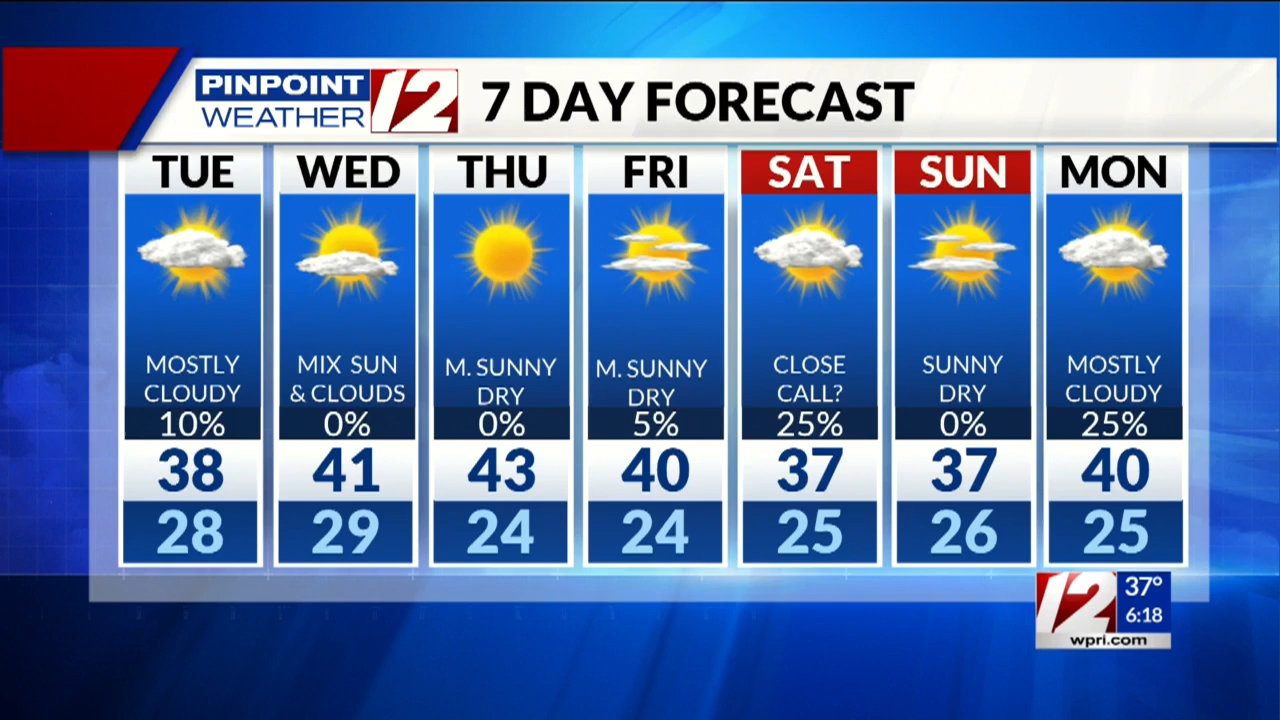 PINPOINT
WEATHER 12
7 DAY FORECAST
TUE WED THU FRI SAT SUN MON
MOSTLY CLOUDY
MIX SUN & CLOUDS
M. SUNNY DRY
M. SUNNY DRY
CLOSE CALL?
SUNNY DRY
MOSTLY CLOUDY
10% 0% 0% 5% 25% 0% 25%
38 41 43 40 37 37 40
28 29 24 24 25 26 25
12 37°
6:18
wpri.com